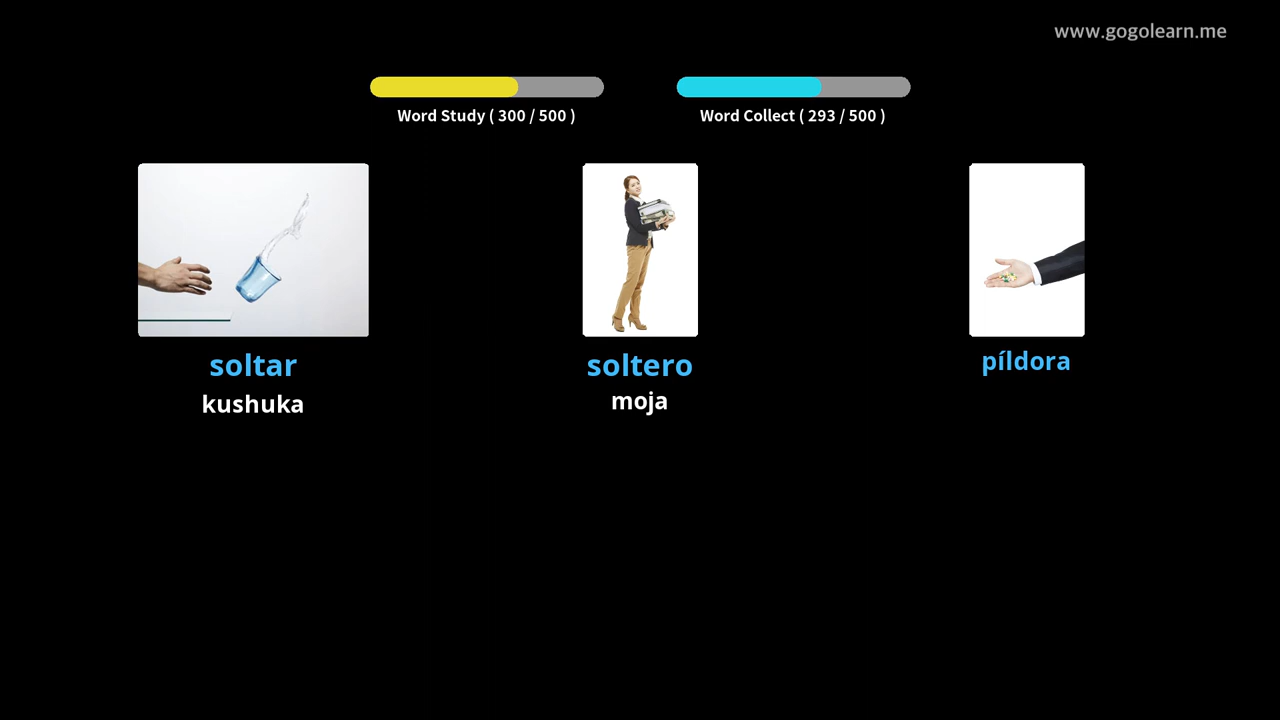 www.gogolearn.me
Word Study ( 300 / 500 )
Word Collect ( 293 / 500 )
soltar
kushuka
soltero
moja
píldora